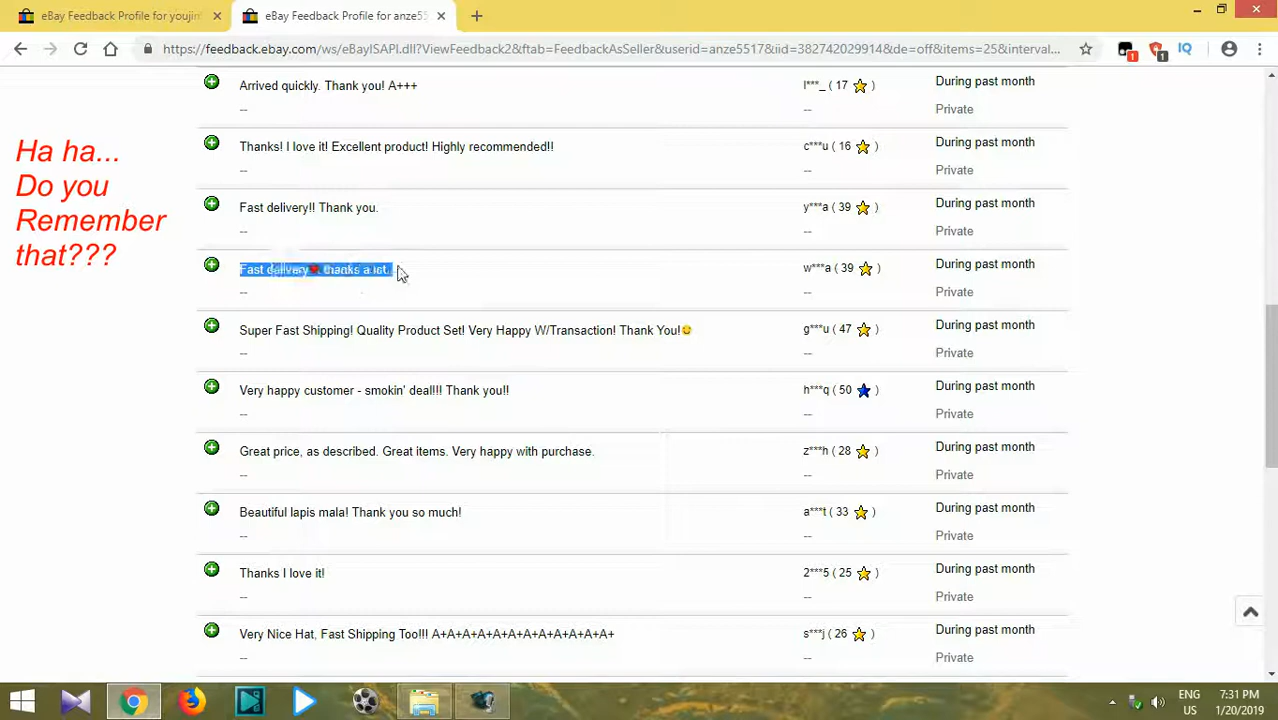 eBay Feedback Profile for youjin
eBay Feedback Profile for anze55
https://feedback.ebay.com/ws/eBayISAPI.dll?ViewFeedback2&ftab=FeedbackAsSeller&userid=anze5517&iid=382742029914&de=off&items=25&interval...
1
1
IQ
Arrived quickly. Thank you! A+++ l***_ ( 17 ) During past month
-- -- Private
Thanks! I love it! Excellent product! Highly recommended!! c***u ( 16 ) During past month
-- -- Private
Fast delivery!! Thank you. y***a ( 39 ) During past month
-- -- Private
Fast delivery thanks w***a ( 39 ) During past month
-- -- Private
Super Fast Shipping! Quality Product Set! Very Happy W/Transaction! Thank You! g***u ( 47 ) During past month
-- -- Private
Very happy customer - smokin' deal!!! Thank you!! h***q ( 50 ) During past month
-- -- Private
Great price, as described. Great items. Very happy with purchase. z***h ( 28 ) During past month
-- -- Private
Beautiful lapis mala! Thank you so much! a***t ( 33 ) During past month
-- -- Private
Thanks I love it! 2***5 ( 25 ) During past month
-- -- Private
Very Nice Hat, Fast Shipping Too!!! A+A+A+A+A+A+A+A+A+A+A+A+ s***j ( 26 ) During past month
-- -- Private
Ha ha...
Do you
Remember
that???
ENG
US
7:31 PM
1/20/2019